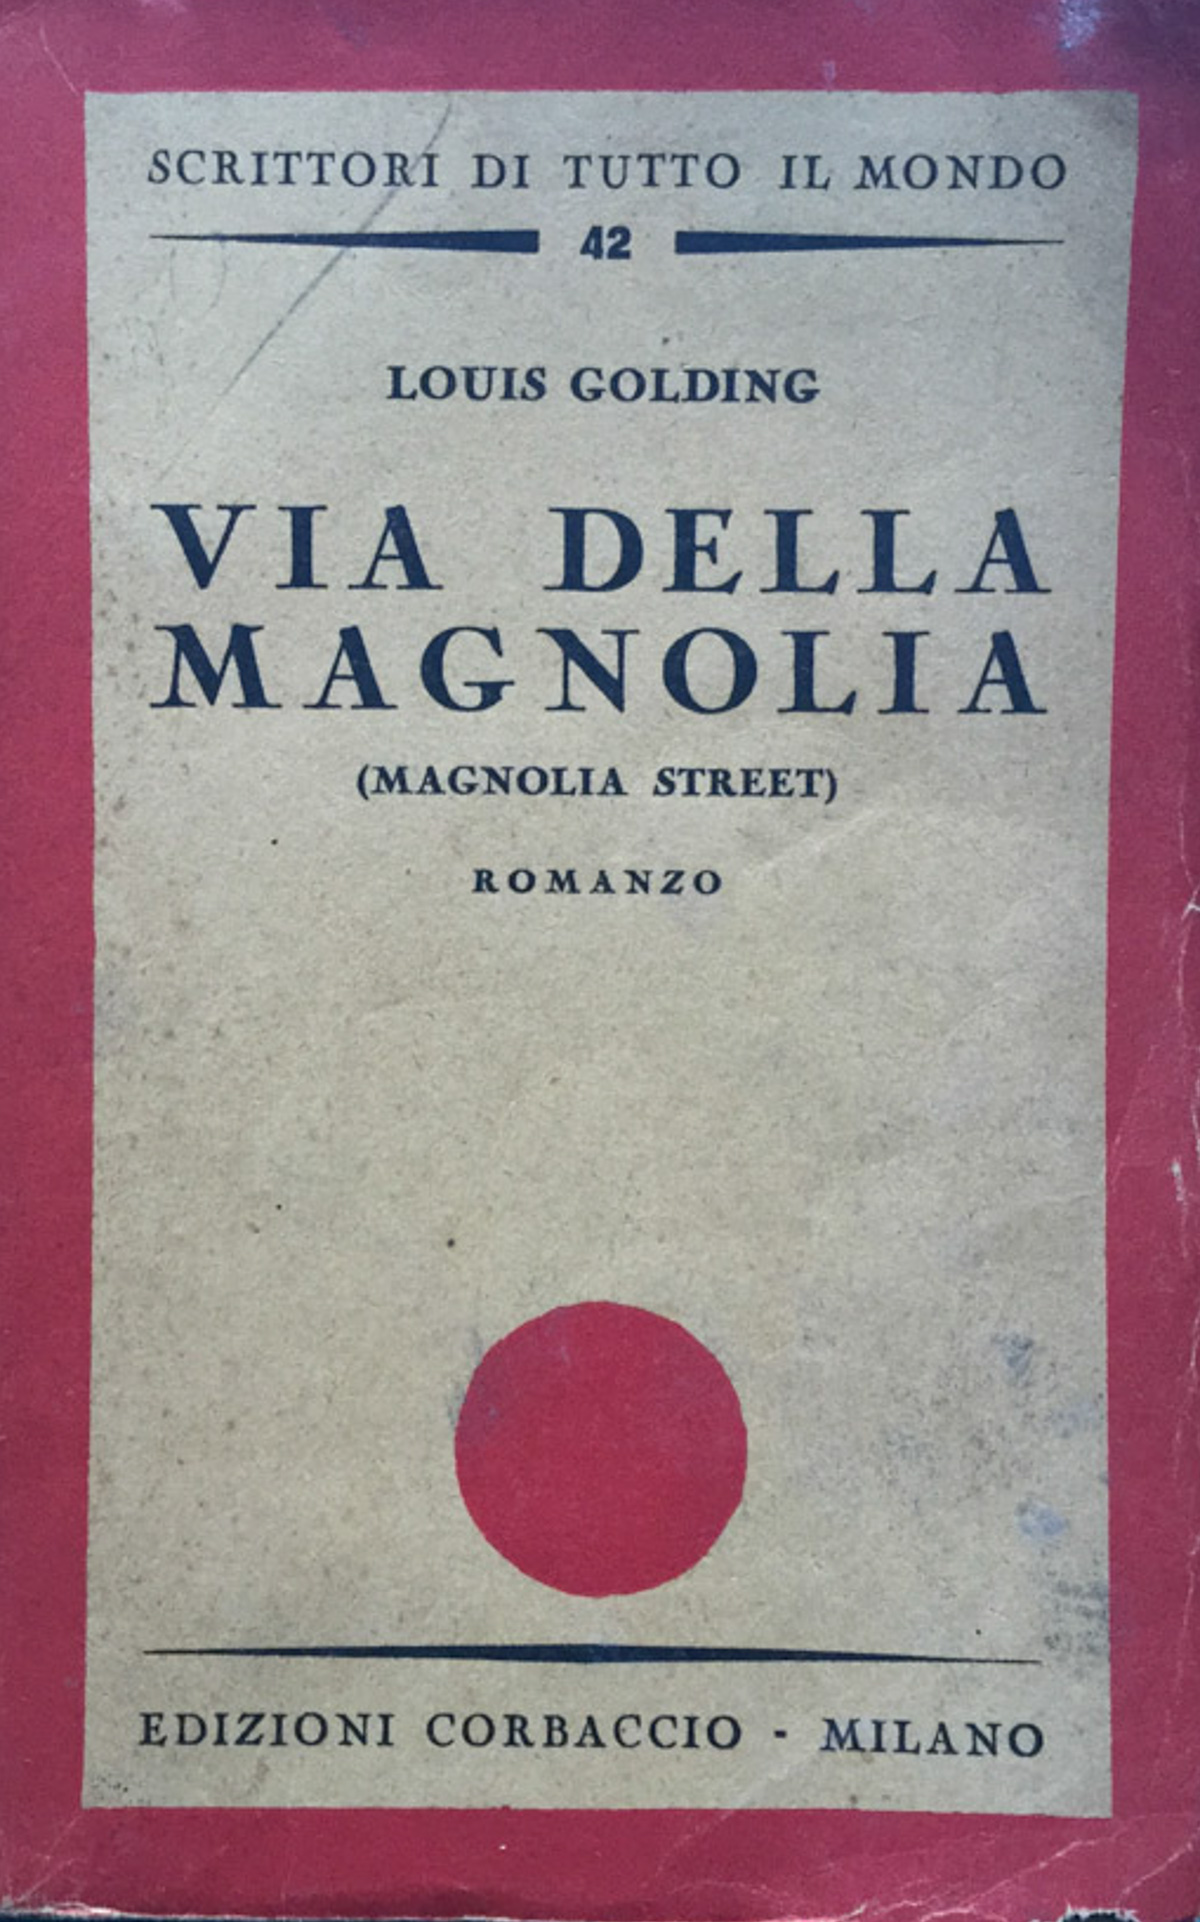 SCRITTORI DI TUTTO IL MONDO
42
LOUIS GOLDING
VIA DELLA
MAGNOLIA
(MAGNOLIA STREET)
ROMANZO
EDIZIONI CORBACCIO - MILANO